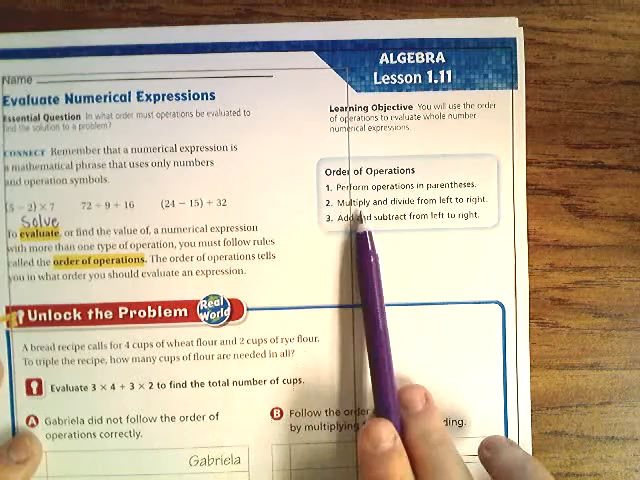 ALGEBRA
Lesson 1.11
Name
Evaluate Numerical Expressions
Essential Question In what order must operations be evaluated to
find the solution to a problem?
Learning Objective You will use the order
of operations to evaluate whole number
numerical expressions.
CONNECT Remember that a numerical expression is
a mathematical phrase that uses only numbers
and operation symbols.
(5 − 2) × 7 72 ÷ 9 + 16 (24 − 15) + 32
Solve
To evaluate, or find the value of, a numerical expression
with more than one type of operation, you must follow rules
called the order of operations. The order of operations tells
you in what order you should evaluate an expression.
Order of Operations
1. Perform operations in parentheses.
2. Multiply and divide from left to right.
3. Add and subtract from left to right.
Unlock the Problem Real World
A bread recipe calls for 4 cups of wheat flour and 2 cups of rye flour.
To triple the recipe, how many cups of flour are needed in all?
Evaluate 3 × 4 + 3 × 2 to find the total number of cups.
A Gabriela did not follow the order of
operations correctly.
Gabriela
B Follow the order
by multiplying ding.